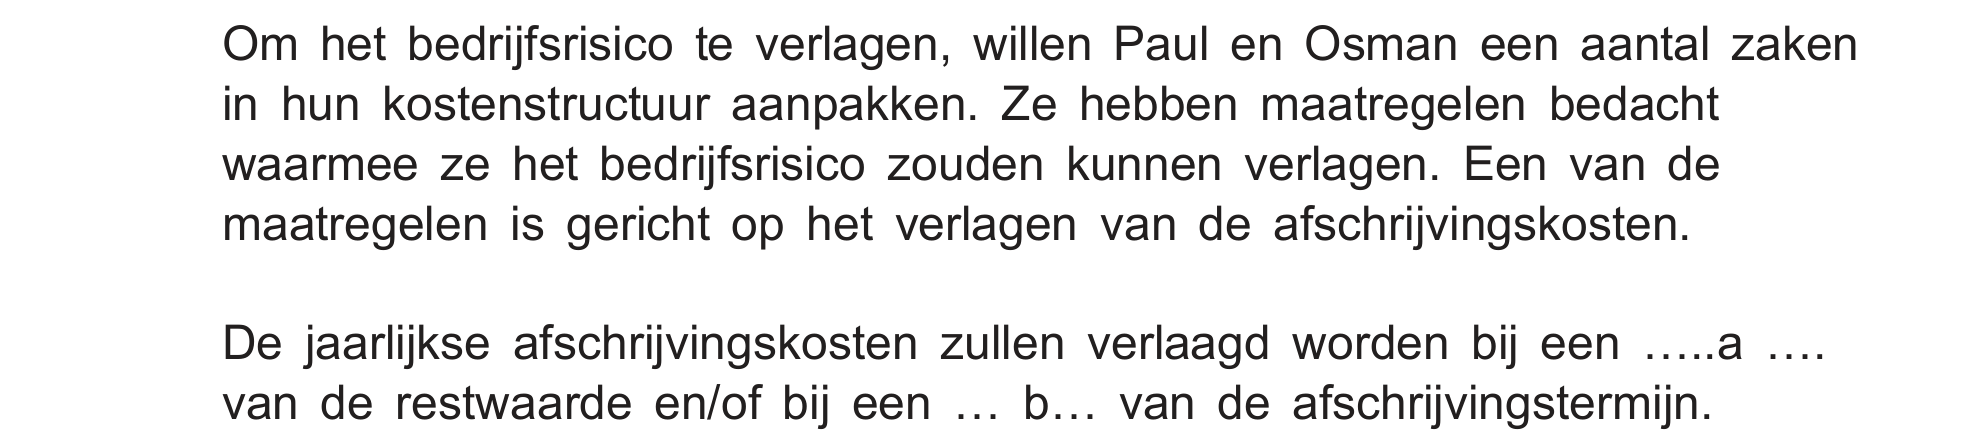 Om het bedrijfsrisico te verlagen, willen Paul en Osman een aantal zaken
in hun kostenstructuur aanpakken. Ze hebben maatregelen bedacht
waarmee ze het bedrijfsrisico zouden kunnen verlagen. Een van de
maatregelen is gericht op het verlagen van de afschrijvingskosten.
De jaarlijkse afschrijvingskosten zullen verlaagd worden bij een …..a ….
van de restwaarde en/of bij een … b… van de afschrijvingstermijn.